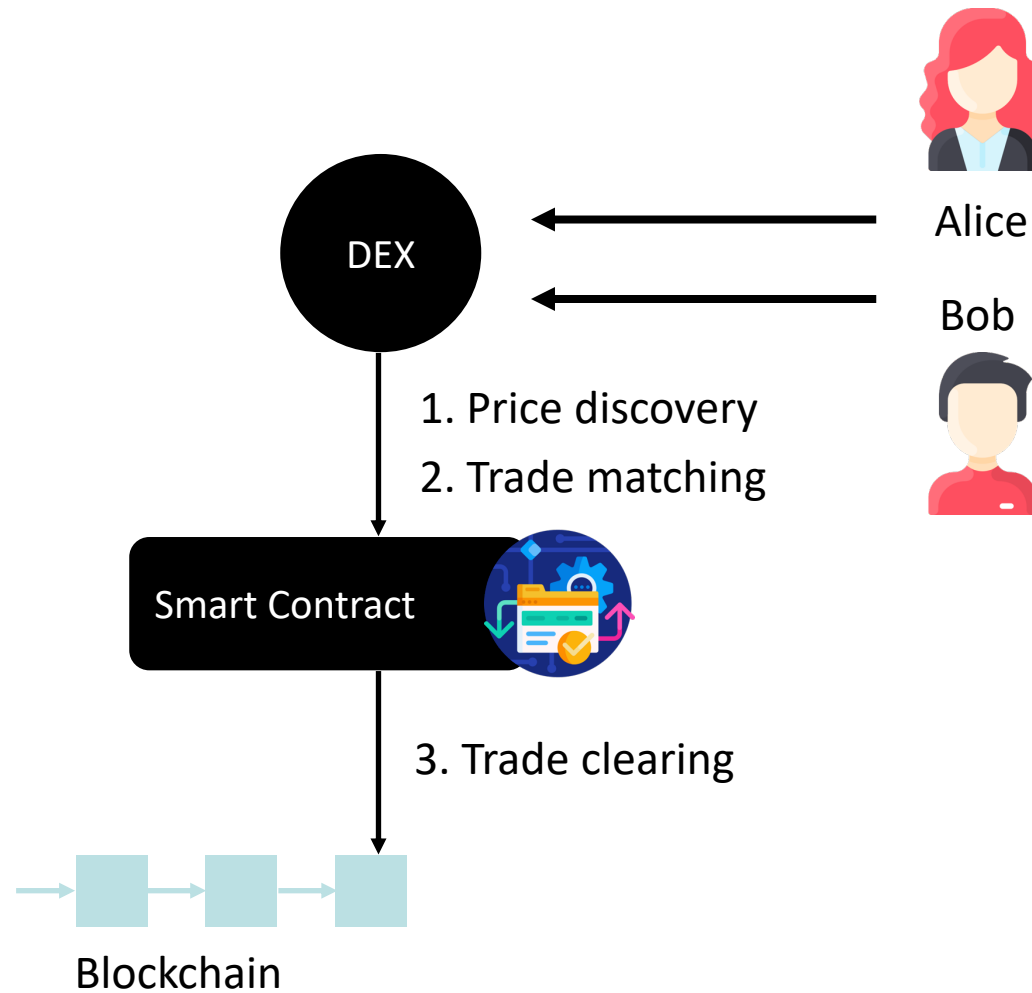 DEX
Alice
Bob
1. Price discovery
2. Trade matching
Smart Contract
3. Trade clearing
Blockchain